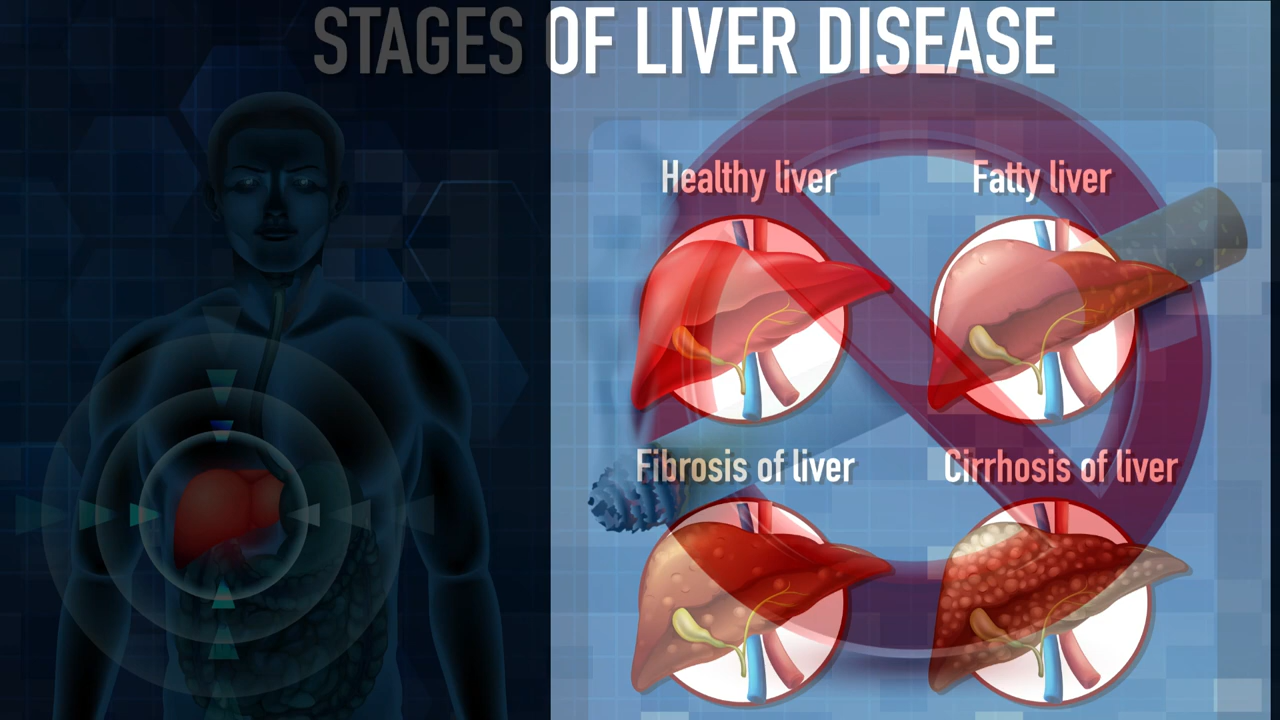 STAGES OF LIVER DISEASE
Healthy liver
Fatty liver
Fibrosis of liver
Cirrhosis of liver